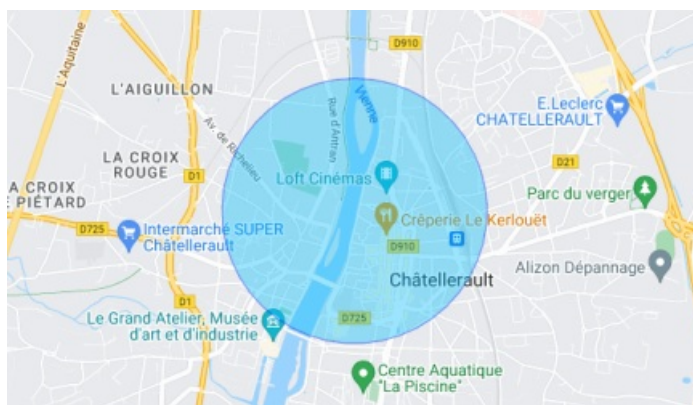 L'Aquitaine
D910
L'AIGUILLON
Vienne
Rue d'Antran
Av. de Richelieu
E.Leclerc
CHATELLERAULT
LA CROIX
ROUGE
D1
Loft Cinémas
D21
A CROIX
E PIÉTARD
Parc du verger
D725
Intermarché SUPER
Châtellerault
Crêperie Le Kerlouët
D910
Alizon Dépannage
Châtellerault
D1
Le Grand Atelier, Musée
d'art et d'industrie
D725
Centre Aquatique
"La Piscine"